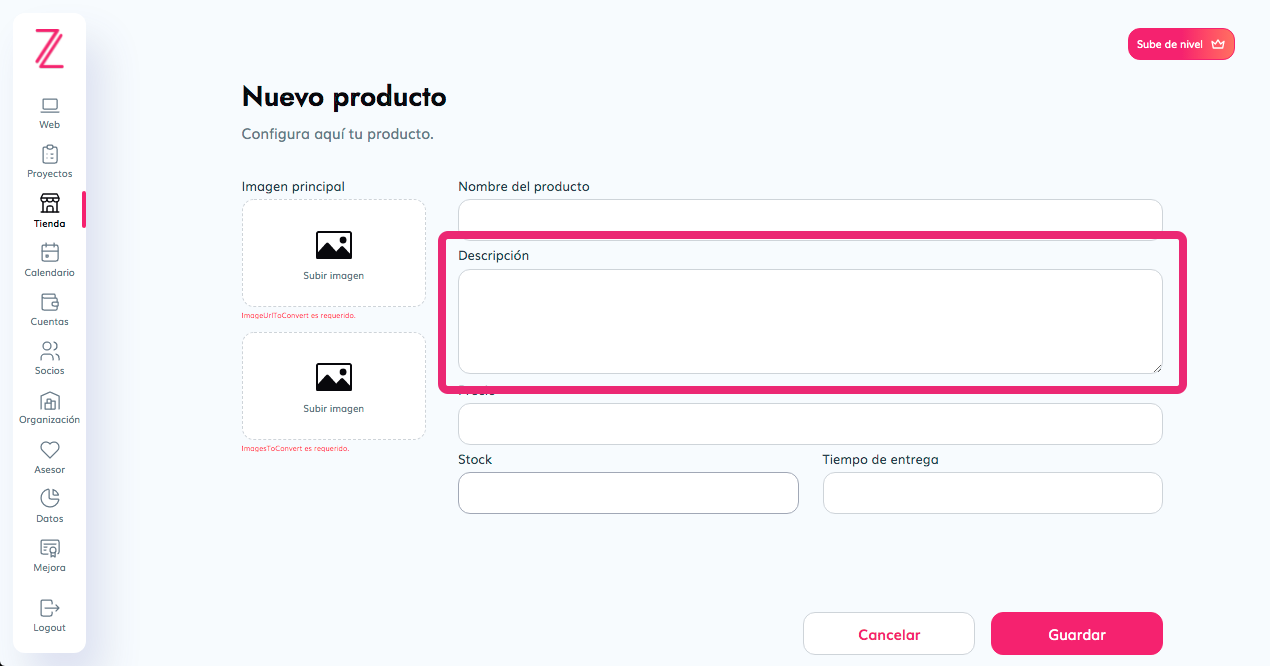 Sube de nivel
Web
Proyectos
Tienda
Calendario
Cuentas
Socios
Organización
Asesor
Datos
Mejora
Logout
Nuevo producto
Configura aquí tu producto.
Imagen principal
Subir imagen
ImageUrlToConvert es requerido.
Subir imagen
ImagesToConvert es requerido.
Nombre del producto
Descripción
Precio
Stock
Tiempo de entrega
Cancelar
Guardar